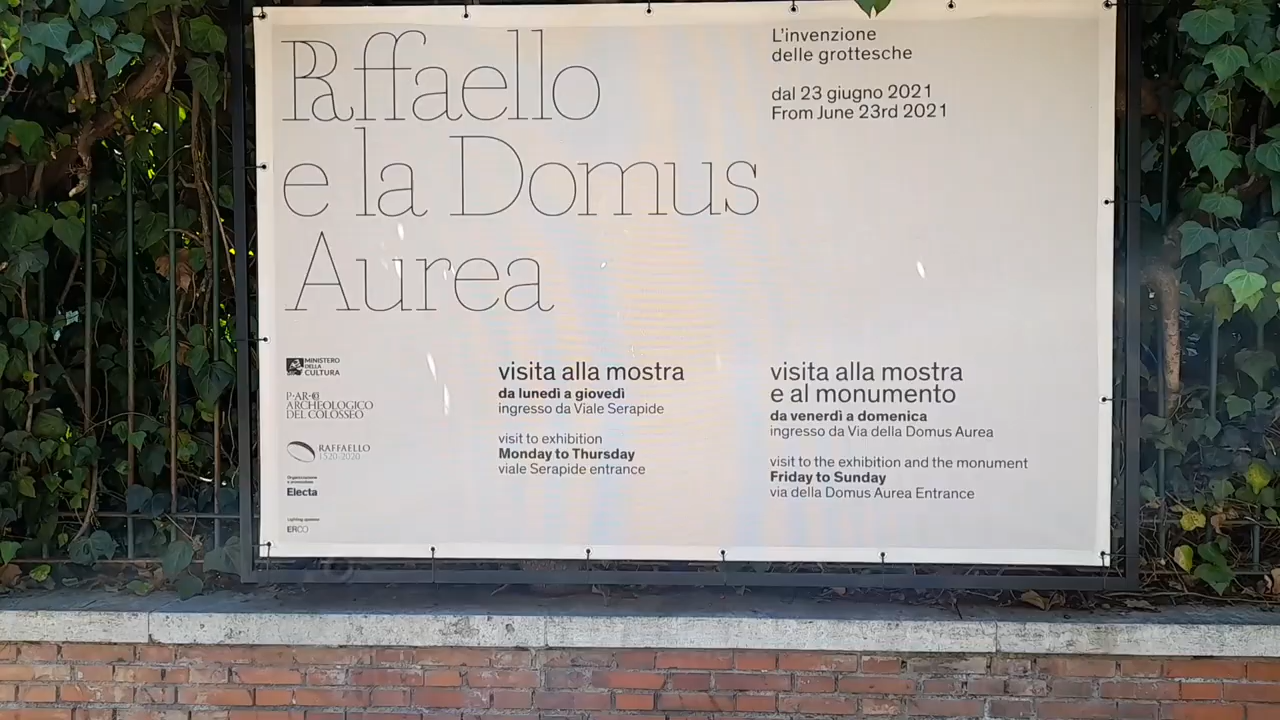 Raffaello
e la Domus
Aurea
L'invenzione
delle grottesche
dal 23 giugno 2021
From June 23rd 2021
MINISTERO
DELLA
CULTURA
P·AR·CO
ARCHEOLOGICO
DEL COLOSSEO
RAFFAELLO
1520-2020
Organizzazione
e promozione
Electa
Lighting sponsor
ERCO
visita alla mostra
da lunedì a giovedì
ingresso da Viale Serapide
visit to exhibition
Monday to Thursday
viale Serapide entrance
visita alla mostra
e al monumento
da venerdì a domenica
ingresso da Via della Domus Aurea
visit to the exhibition and the monument
Friday to Sunday
via della Domus Aurea Entrance